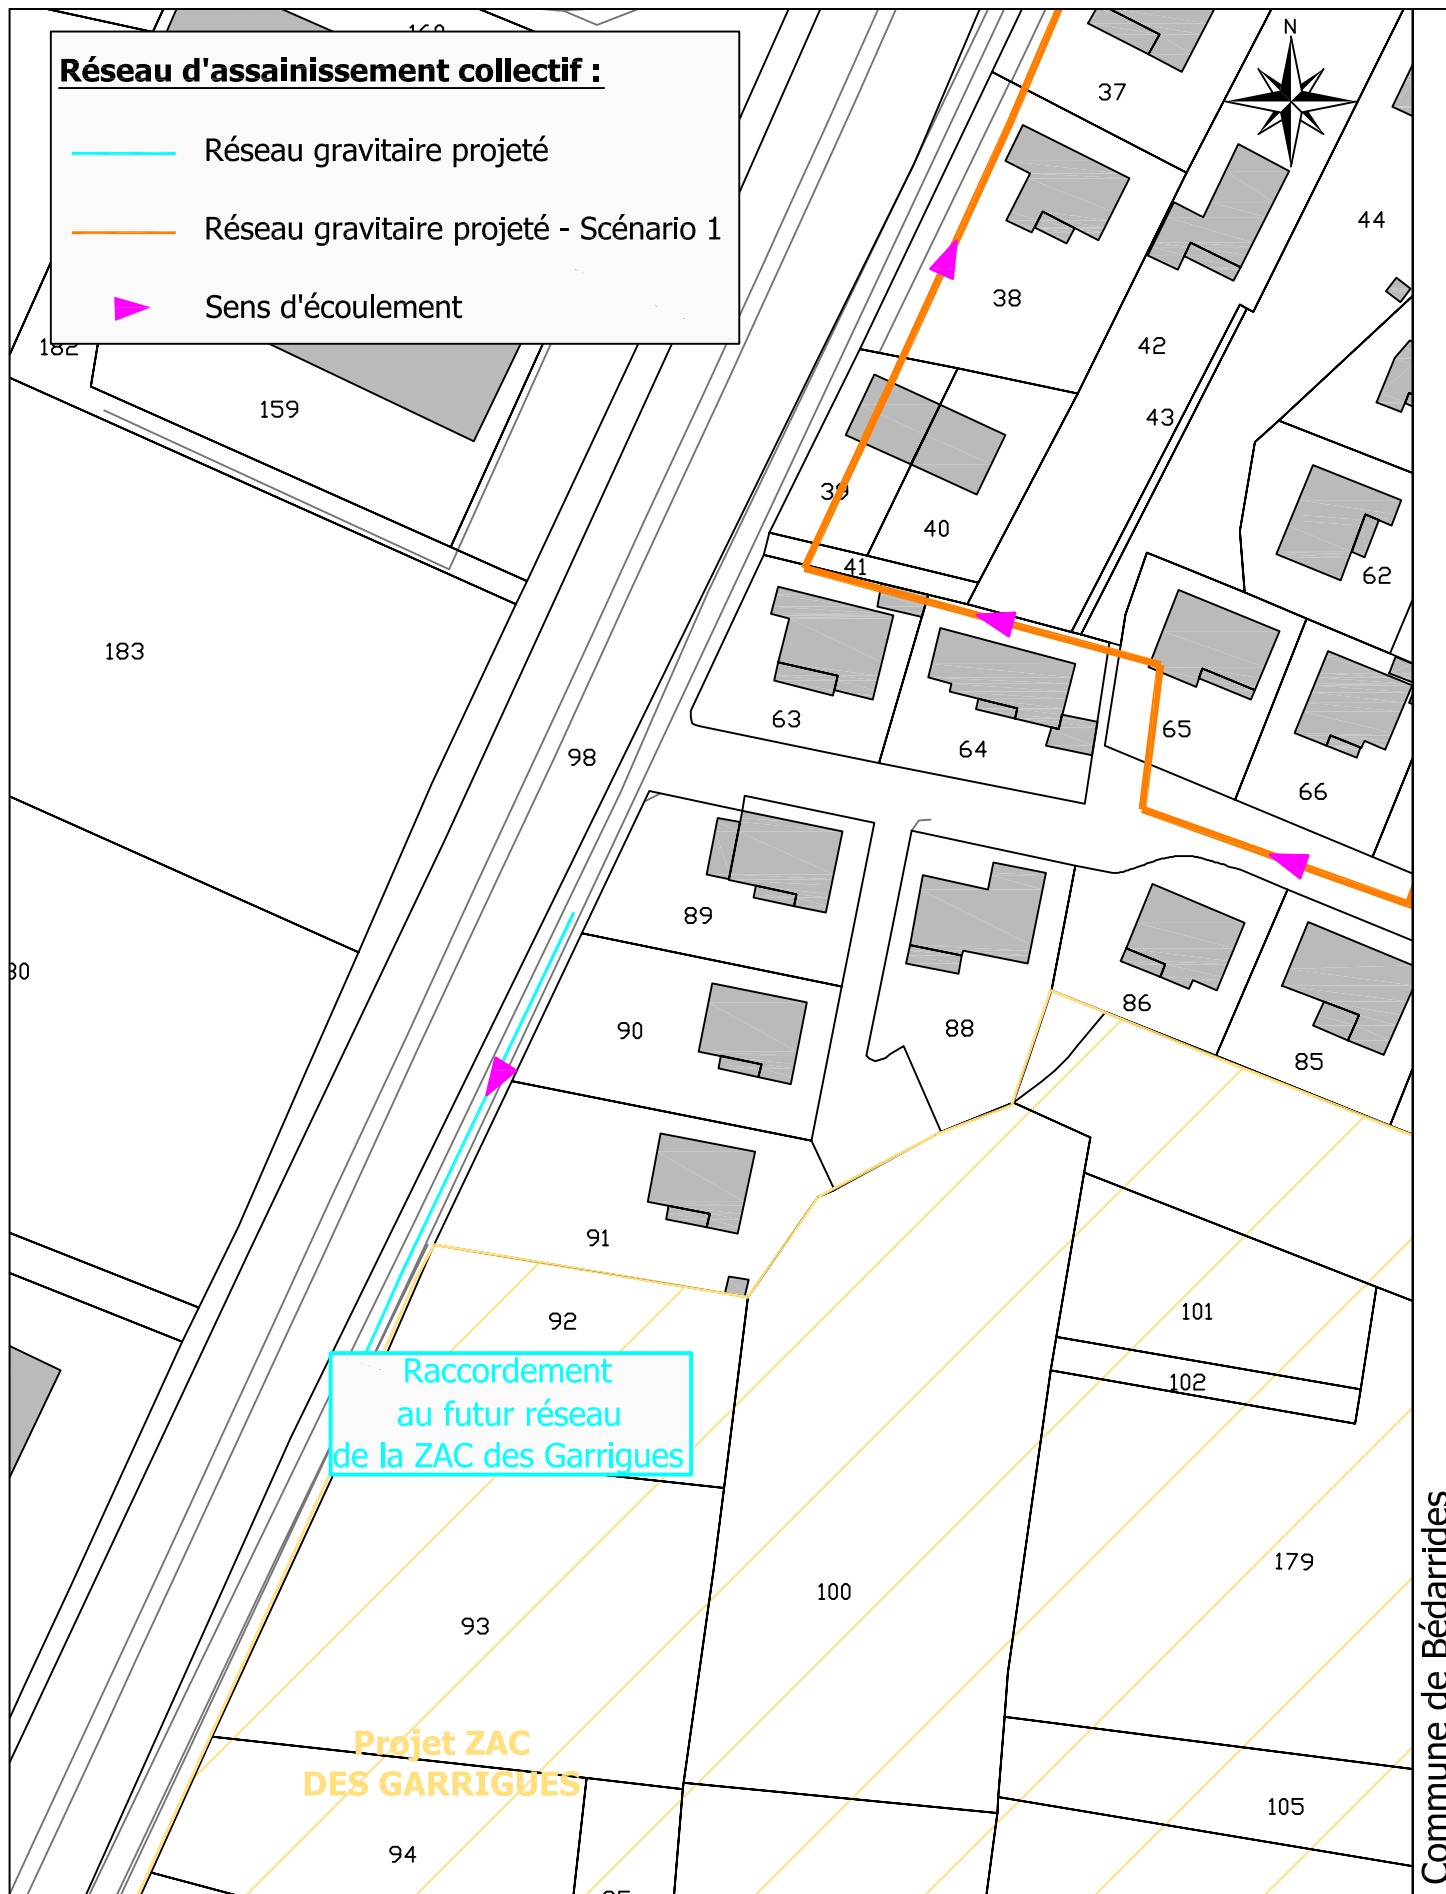 Réseau d'assainissement collectif :
Réseau gravitaire projeté
Réseau gravitaire projeté - Scénario 1
Sens d'écoulement
N
37
44
38
42
182
159
43
39
40
41
62
183
63
64
65
66
98
89
90
88
86
85
91
92
101
102
Raccordement
au futur réseau
de la ZAC des Garrigues
179
100
93
Projet ZAC
DES GARRIGUES
105
94
Commune de Bédarrides